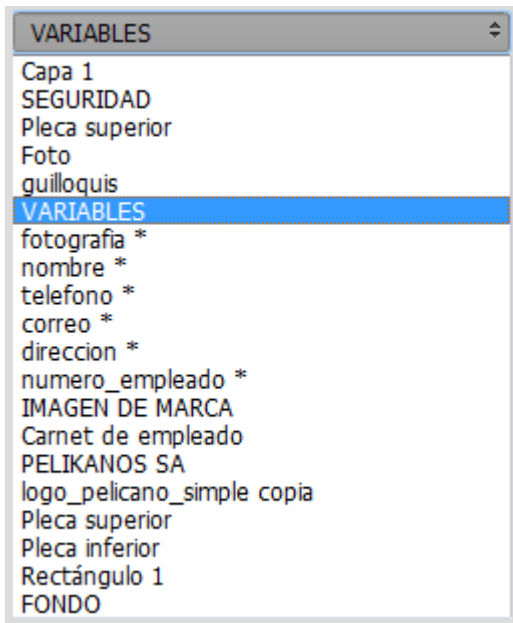 VARIABLES
Capa 1
SEGURIDAD
Pleca superior
Foto
guilloquis
VARIABLES
fotografia *
nombre *
telefono *
correo *
direccion *
numero_empleado *
IMAGEN DE MARCA
Carnet de empleado
PELIKANOS SA
logo_pelicano_simple copia
Pleca superior
Pleca inferior
Rectángulo 1
FONDO